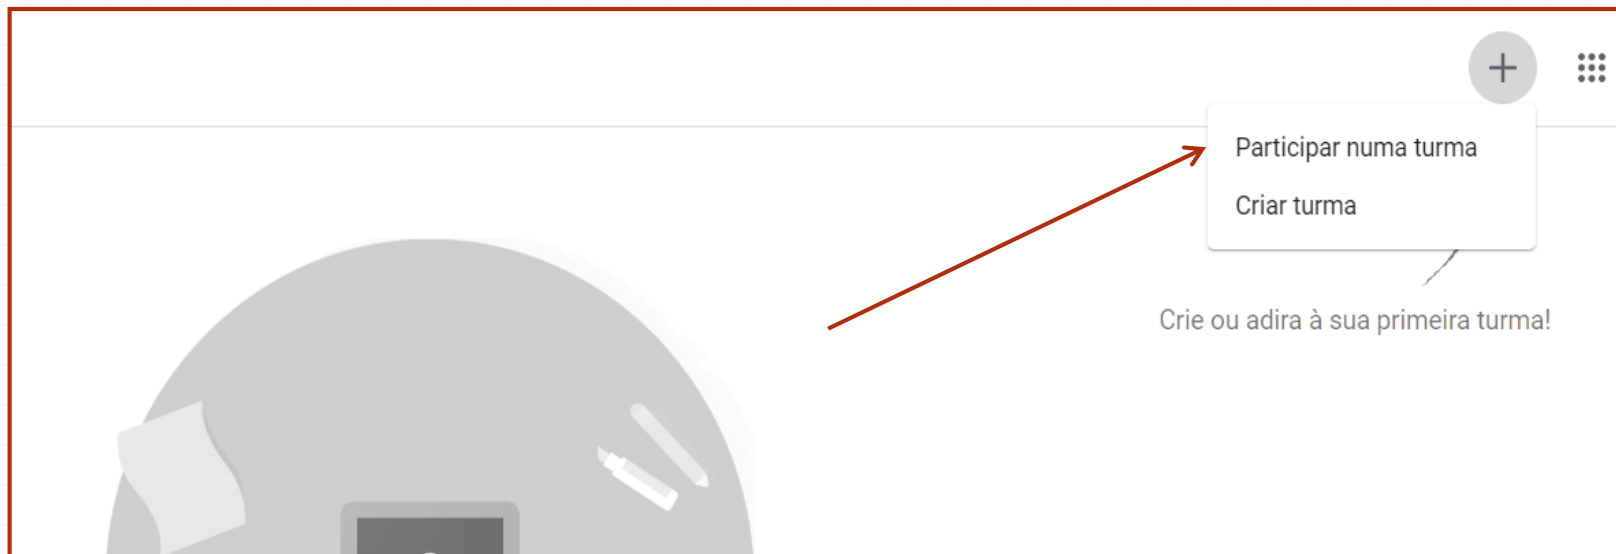 Participar numa turma
Criar turma
Crie ou adira à sua primeira turma!